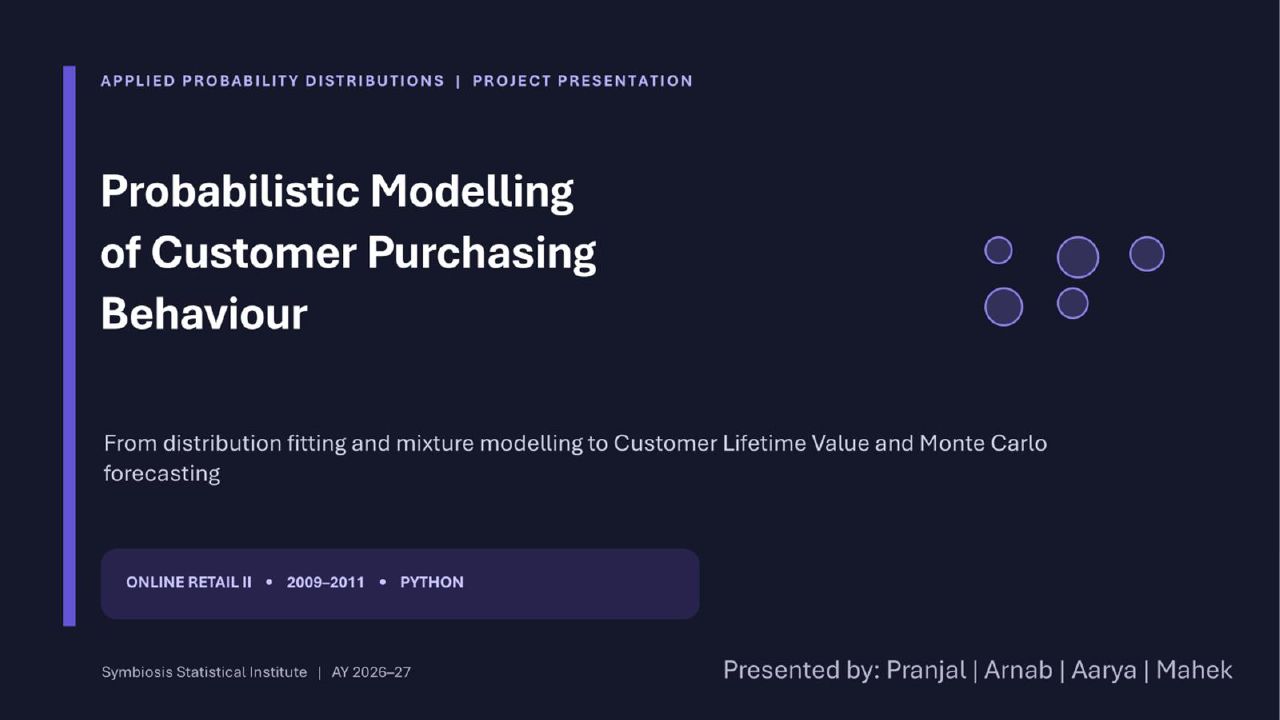 APPLIED PROBABILITY DISTRIBUTIONS | PROJECT PRESENTATION
Probabilistic Modelling
of Customer Purchasing
Behaviour
From distribution fitting and mixture modelling to Customer Lifetime Value and Monte Carlo
forecasting
ONLINE RETAIL II • 2009–2011 • PYTHON
Symbiosis Statistical Institute | AY 2026–27
Presented by: Pranjal | Arnab | Aarya | Mahek